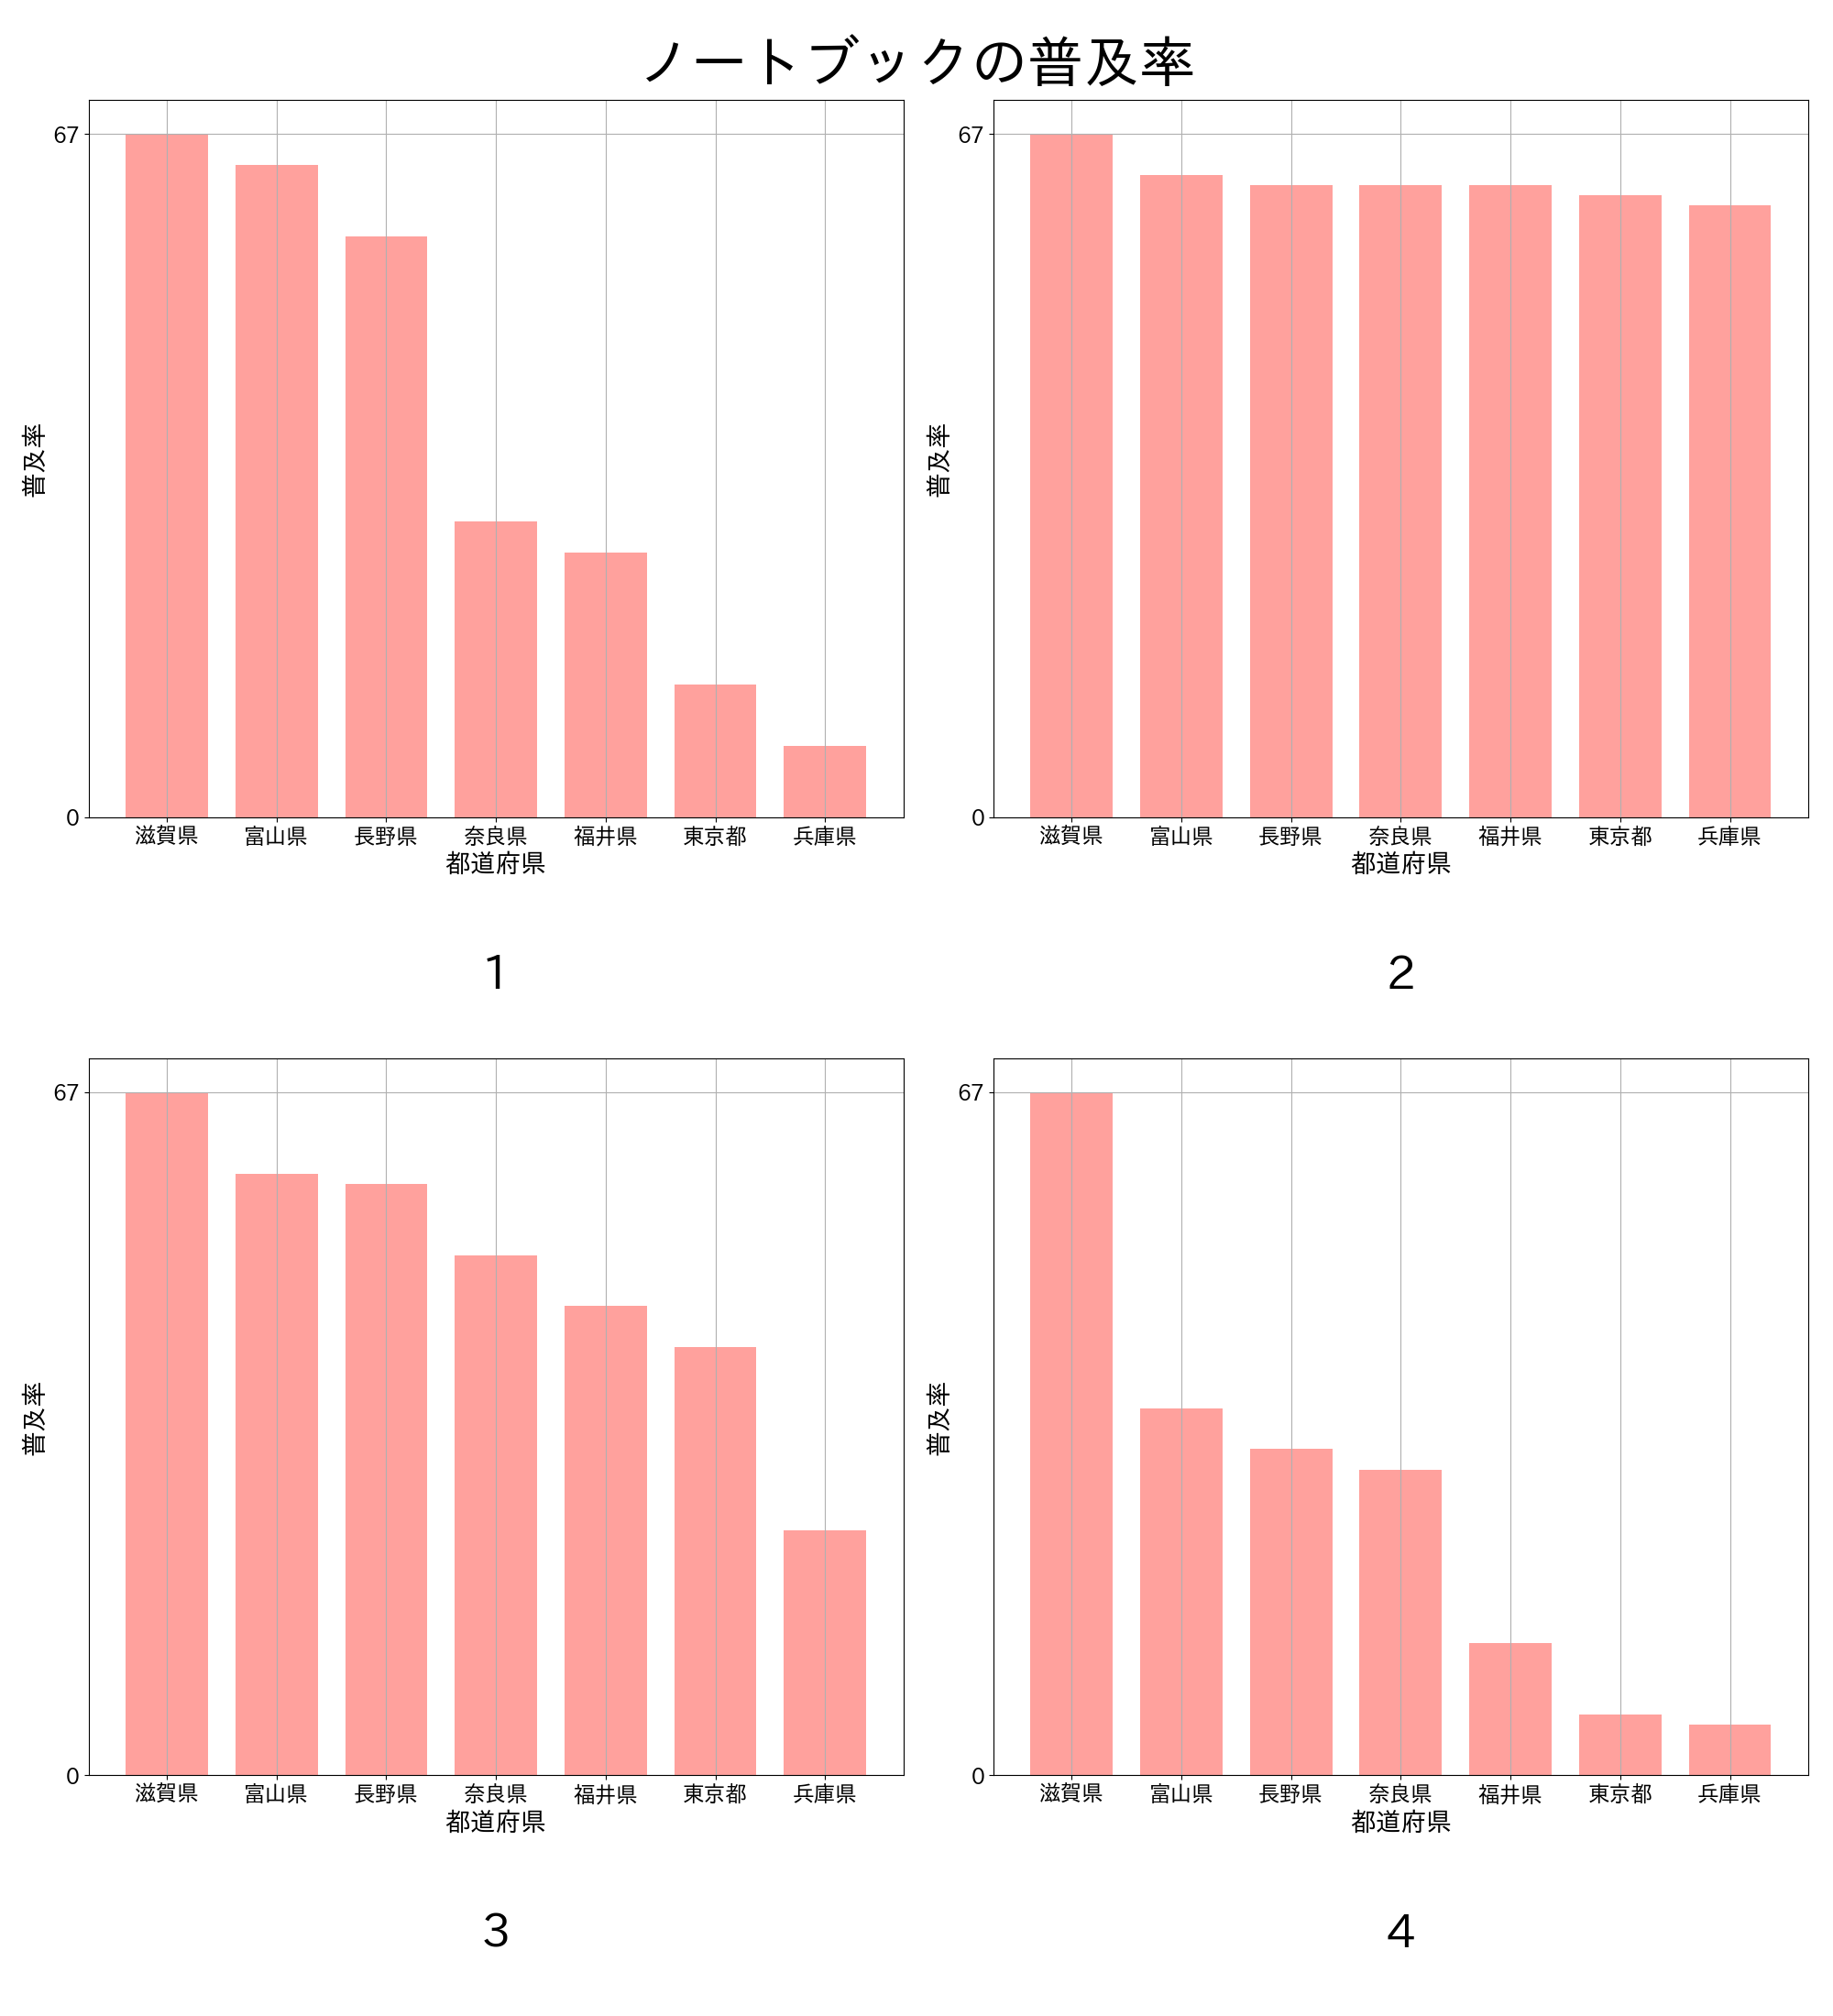 ノートブックの普及率
67
0
普及率
滋賀県 富山県 長野県 奈良県 福井県 東京都 兵庫県
都道府県
1
67
0
普及率
滋賀県 富山県 長野県 奈良県 福井県 東京都 兵庫県
都道府県
2
67
0
普及率
滋賀県 富山県 長野県 奈良県 福井県 東京都 兵庫県
都道府県
3
67
0
普及率
滋賀県 富山県 長野県 奈良県 福井県 東京都 兵庫県
都道府県
4